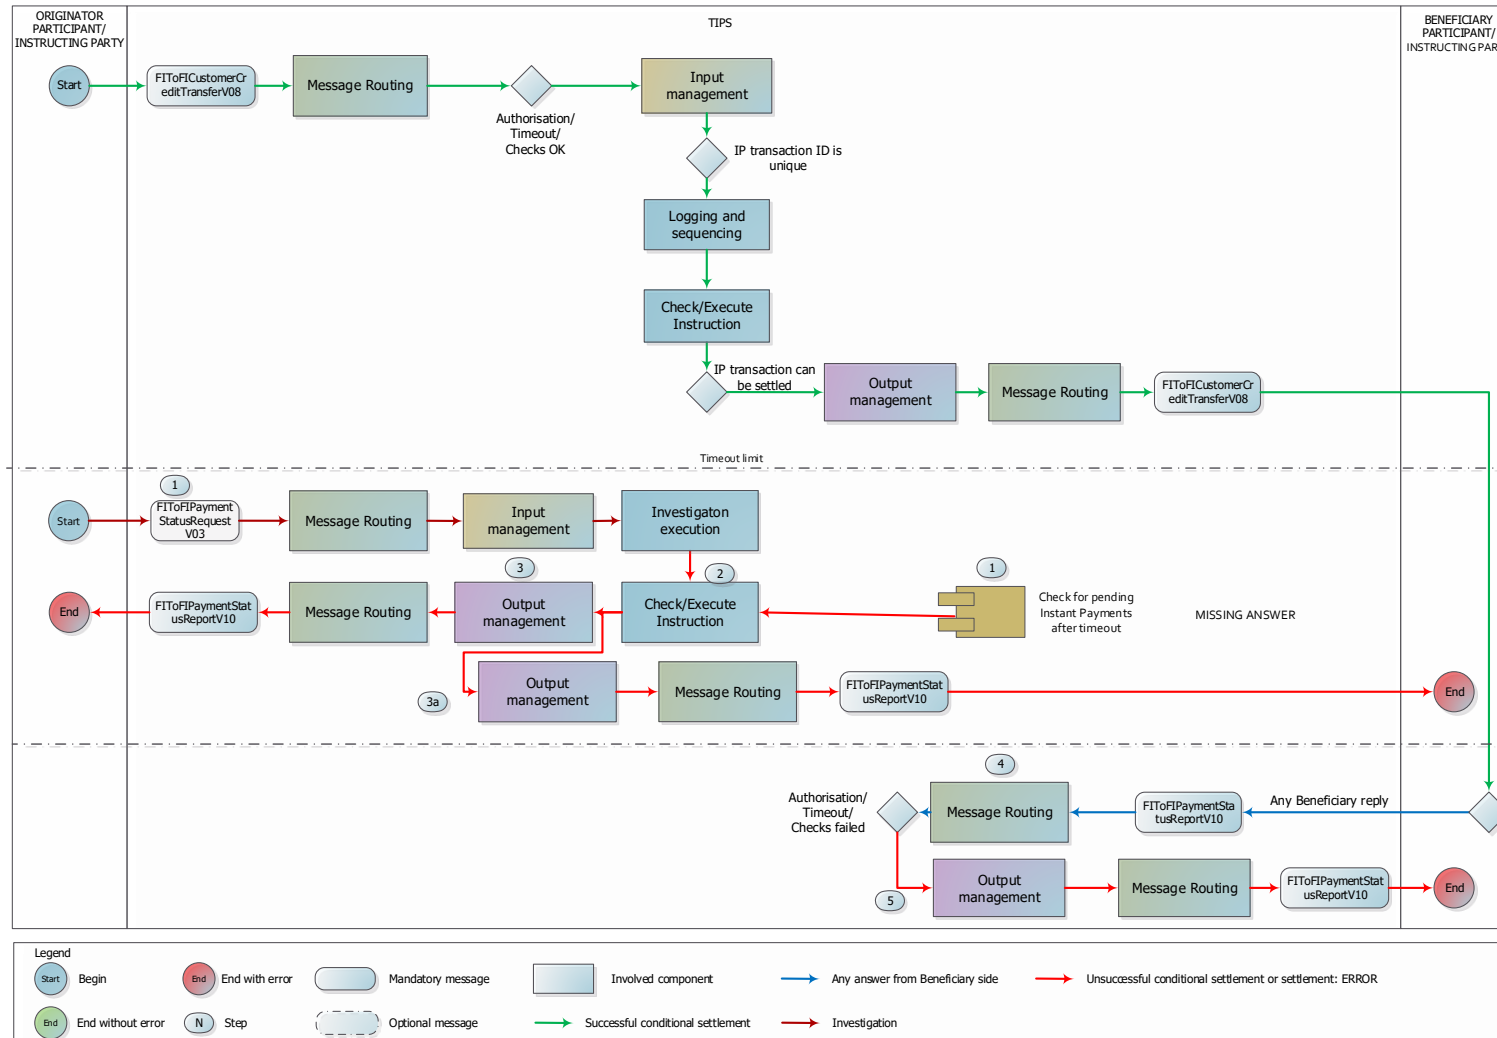 ORIGINATOR
PARTICIPANT/
INSTRUCTING PARTY
TIPS
BENEFICIARY
PARTICIPANT/
INSTRUCTING PAR
Start
FIToFICustomerCr
editTransferV08
Message Routing
Authorisation/
Timeout/
Checks OK
Input
management
IP transaction ID is
unique
Logging and
sequencing
Check/Execute
Instruction
IP transaction can
be settled
Output
management
Message Routing
FIToFICustomerCr
editTransferV08
Timeout limit
1
Start
FIToFIPayment
StatusRequest
V03
Message Routing
Input
management
Investigaton
execution
End
FIToFIPaymentStat
usReportV10
Message Routing
3
Output
management
2
Check/Execute
Instruction
1
Check for pending
Instant Payments
after timeout
MISSING ANSWER
3a
Output
management
Message Routing
FIToFIPaymentStat
usReportV10
End
4
Authorisation/
Timeout/
Checks failed
Message Routing
FIToFIPaymentSta
tusReportV10
Any Beneficiary reply
5
Output
management
Message Routing
FIToFIPaymentStat
usReportV10
End
Legend
Start
Begin
End
End with error
Mandatory message
Involved component
Any answer from Beneficiary side
Unsuccessful conditional settlement or settlement: ERROR
End
End without error
N
Step
Optional message
Successful conditional settlement
Investigation